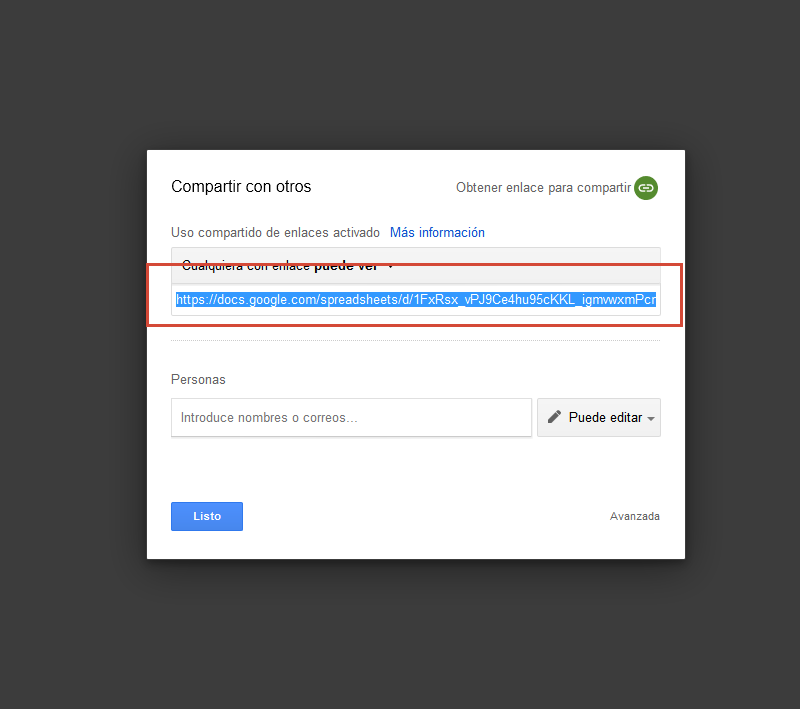 Compartir con otros
Obtener enlace para compartir
Uso compartido de enlaces activado Más información
Cualquiera con enlace puede ver
https://docs.google.com/spreadsheets/d/1FxRsx_vPJ9Ce4hu95cKKL_igmvwxmPcr
Personas
Introduce nombres o correos...
Puede editar
Listo
Avanzada